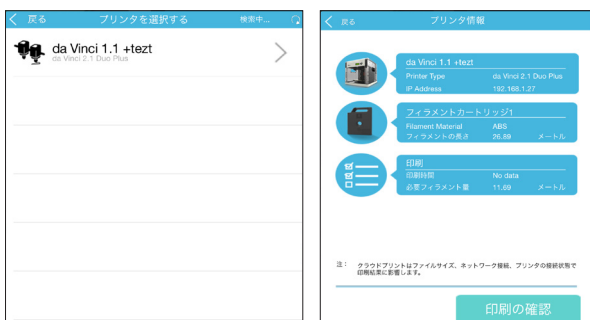 戻る プリンタを選択する 検索中...
da Vinci 1.1 +tezt
da Vinci 2.1 Duo Plus
戻る プリンタ情報
da Vinci 1.1 +tezt
Printer Type da Vinci 2.1 Duo Plus
IP Address 192.168.1.27
フィラメントカートリッジ1
Filament Material ABS
フィラメントの長さ 26.89 メートル
印刷
印刷時間 No data
必要フィラメント量 11.69 メートル
注： クラウドプリントはファイルサイズ、ネットワーク接続、プリンタの接続状態で
印刷結果に影響します。
印刷の確認